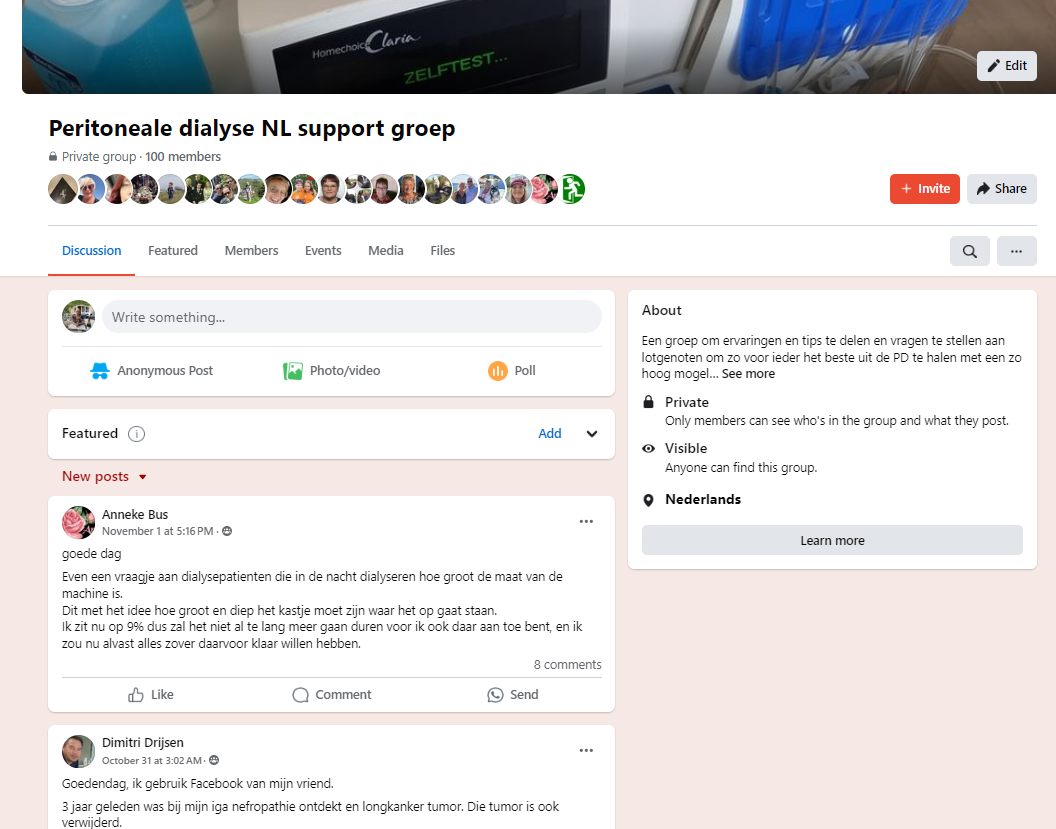 Homechoice Claria
ZELFTEST...
Edit
Peritoneale dialyse NL support groep
Private group · 100 members
+ Invite
Share
Discussion
Featured
Members
Events
Media
Files
Write something...
Anonymous Post
Photo/video
Poll
Featured
Add
New posts
Anneke Bus
November 1 at 5:16 PM ·
goede dag
Even een vraagje aan dialysepatienten die in de nacht dialyseren hoe groot de maat van de
machine is.
Dit met het idee hoe groot en diep het kastje moet zijn waar het op gaat staan.
Ik zit nu op 9% dus zal het niet al te lang meer gaan duren voor ik ook daar aan toe bent, en ik
zou nu alvast alles zover daarvoor klaar willen hebben.
8 comments
Like
Comment
Send
Dimitri Drijsen
October 31 at 3:02 AM ·
Goedendag, ik gebruik Facebook van mijn vriend.
3 jaar geleden was bij mijn iga nefropathie ontdekt en longkanker tumor. Die tumor is ook
verwijderd.
About
Een groep om ervaringen en tips te delen en vragen te stellen aan
lotgenoten om zo voor ieder het beste uit de PD te halen met een zo
hoog mogel... See more
Private
Only members can see who's in the group and what they post.
Visible
Anyone can find this group.
Nederlands
Learn more